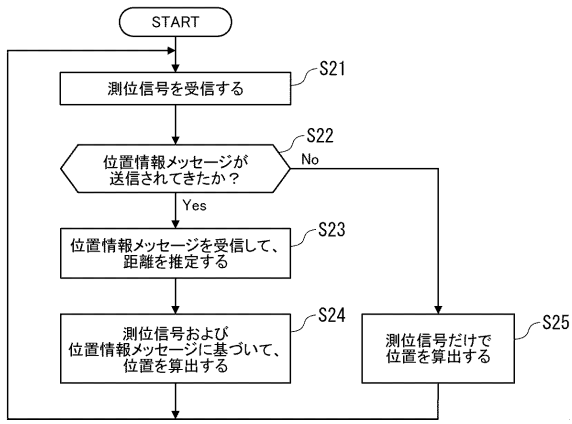 START
測位信号を受信する
S21
位置情報メッセージが
送信されてきたか？
S22
No
Yes
位置情報メッセージを受信して、
距離を推定する
S23
測位信号および
位置情報メッセージに基づいて、
位置を算出する
S24
測位信号だけで
位置を算出する
S25